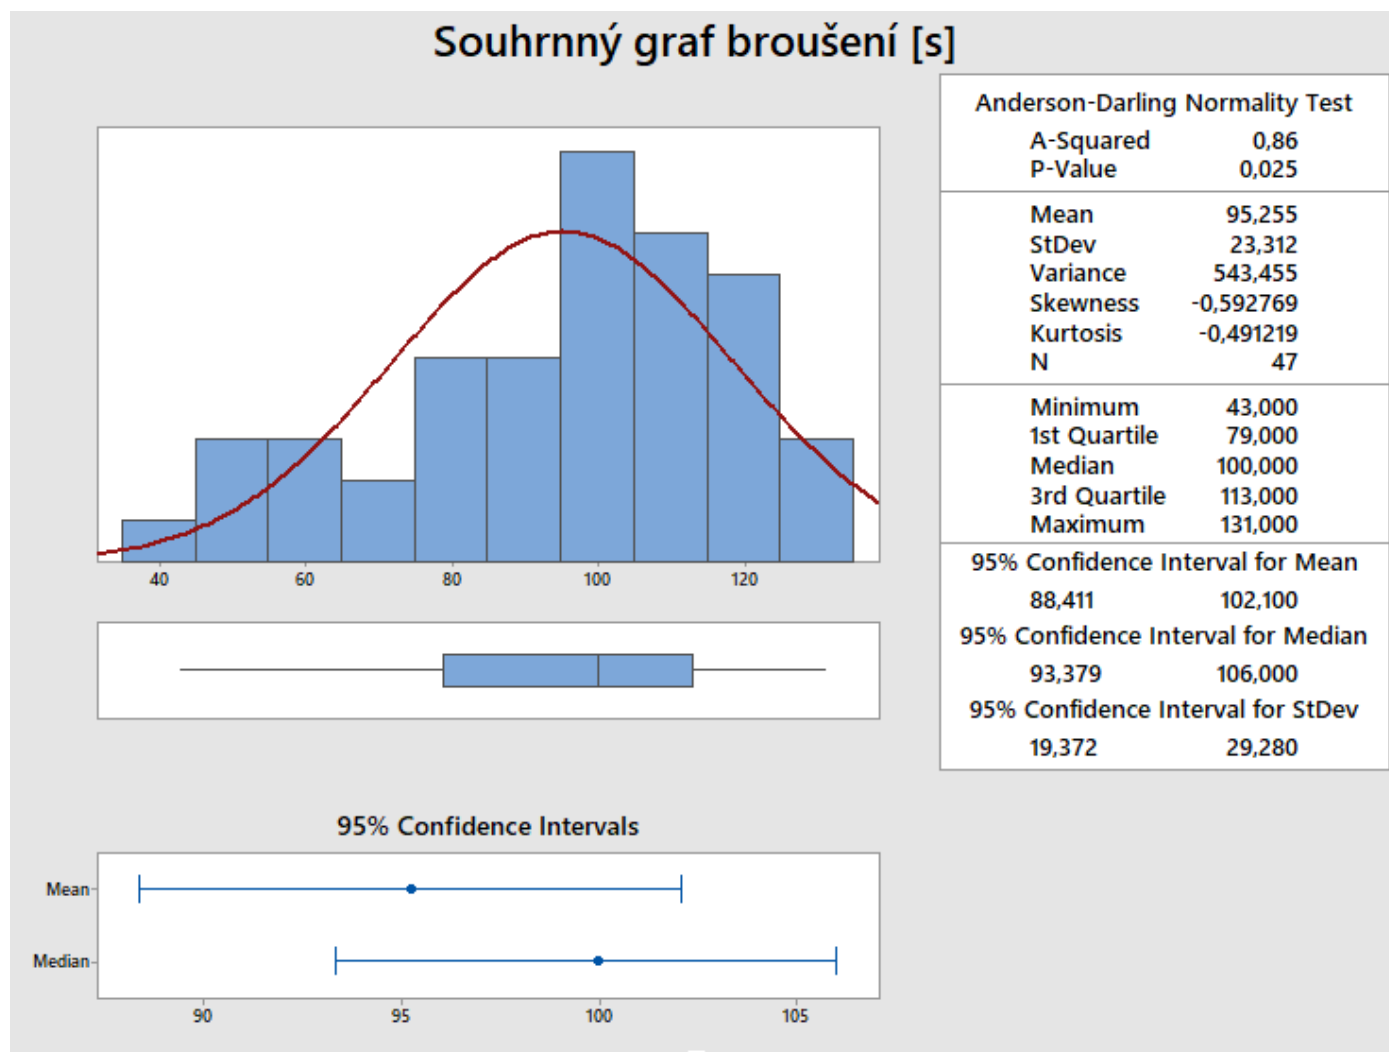 Souhrnný graf broušení [s]
40 60 80 100 120
95% Confidence Intervals
Mean
Median
90 95 100 105
Anderson-Darling Normality Test
A-Squared 0,86
P-Value 0,025
Mean 95,255
StDev 23,312
Variance 543,455
Skewness -0,592769
Kurtosis -0,491219
N 47
Minimum 43,000
1st Quartile 79,000
Median 100,000
3rd Quartile 113,000
Maximum 131,000
95% Confidence Interval for Mean
88,411 102,100
95% Confidence Interval for Median
93,379 106,000
95% Confidence Interval for StDev
19,372 29,280